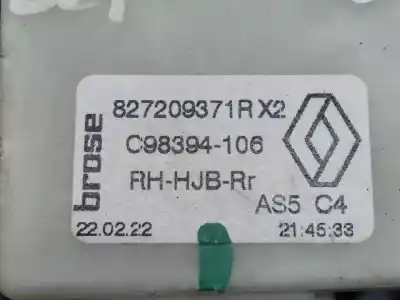 brose
827209371R X2
C98394-106
RH-HJB-Rr
AS5 C4
22.02.22 21:45:33